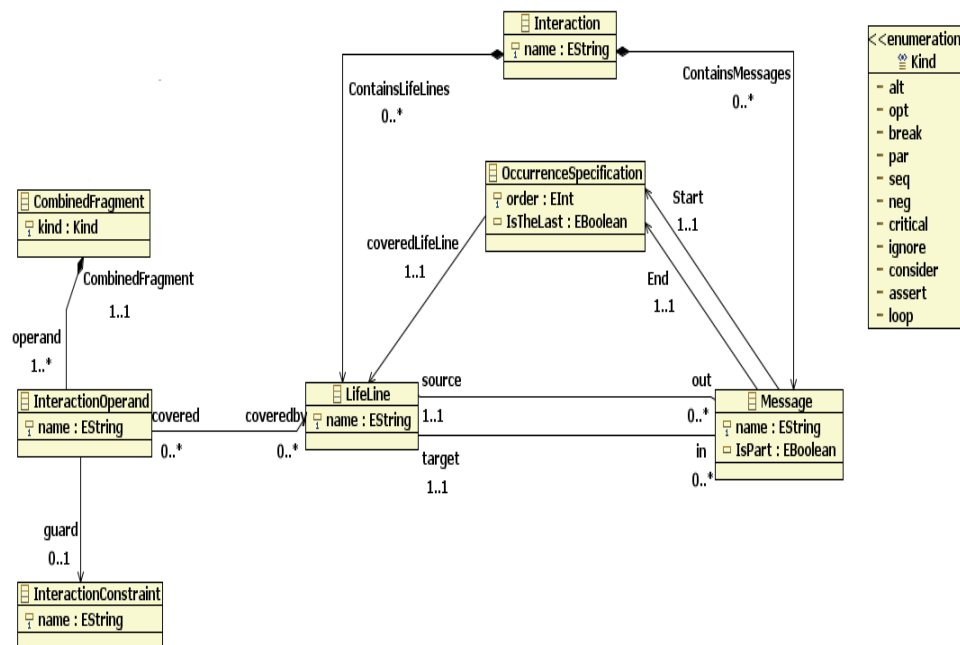 Interaction
name : EString
ContainsLifeLines
0..*
ContainsMessages
0..*
<<enumeration
Kind
alt
opt
break
par
seq
neg
critical
ignore
consider
assert
loop
OccurrenceSpecification
order : EInt
IsTheLast : EBoolean
Start
1..1
End
1..1
coveredLifeLine
1..1
CombinedFragment
kind : Kind
CombinedFragment
1..1
operand
1..*
InteractionOperand
name : EString
covered
0..*
coveredby
0..*
LifeLine
name : EString
source
1..1
out
0..*
target
1..1
in
0..*
Message
name : EString
IsPart : EBoolean
guard
0..1
InteractionConstraint
name : EString